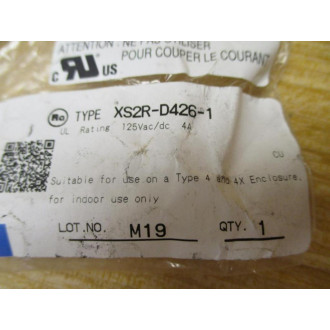 ATTENTION: NE PAS UTILISER
POUR COUPER LE COURANT
c US
TYPE XS2R-D426-1
UL Rating 125Vac/dc 4A
CU
Suitable for use on a Type 4 and 4X Enclosure.
for indoor use only
LOT.NO. M19 QTY. 1